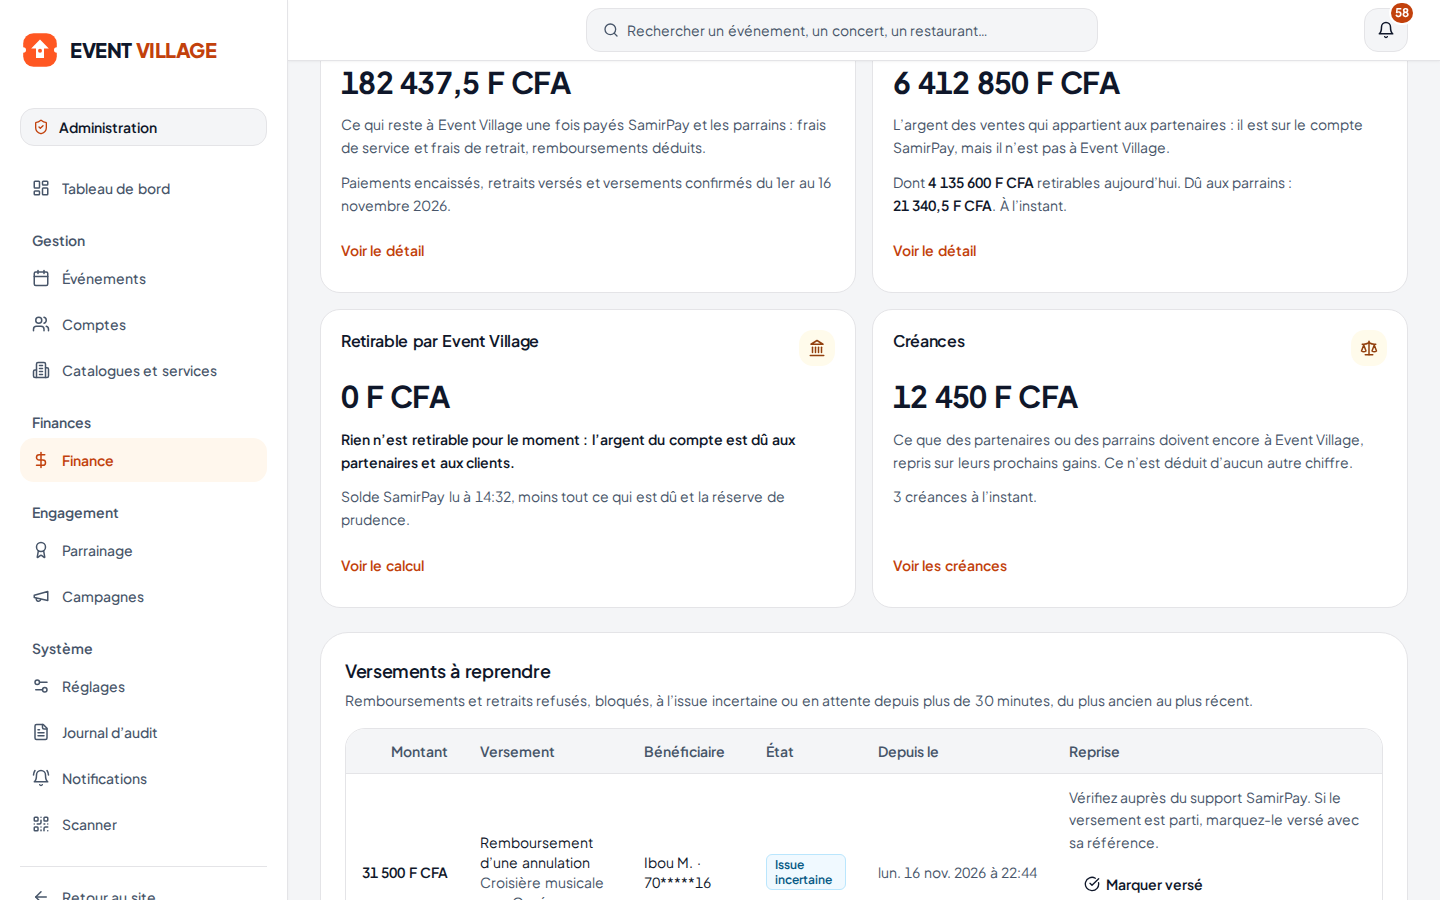 EVENT VILLAGE
Rechercher un événement, un concert, un restaurant…
58
Administration
Tableau de bord
Gestion
Événements
Comptes
Catalogues et services
Finances
Finance
Engagement
Parrainage
Campagnes
Système
Réglages
Journal d’audit
Notifications
Scanner
Retour au site
182 437,5 F CFA
Ce qui reste à Event Village une fois payés SamirPay et les parrains : frais
de service et frais de retrait, remboursements déduits.
Paiements encaissés, retraits versés et versements confirmés du 1er au 16
novembre 2026.
Voir le détail
6 412 850 F CFA
L’argent des ventes qui appartient aux partenaires : il est sur le compte
SamirPay, mais il n’est pas à Event Village.
Dont 4 135 600 F CFA retirables aujourd’hui. Dû aux parrains :
21 340,5 F CFA. À l’instant.
Voir le détail
Retirable par Event Village
0 F CFA
Rien n’est retirable pour le moment : l’argent du compte est dû aux
partenaires et aux clients.
Solde SamirPay lu à 14:32, moins tout ce qui est dû et la réserve de
prudence.
Voir le calcul
Créances
12 450 F CFA
Ce que des partenaires ou des parrains doivent encore à Event Village,
repris sur leurs prochains gains. Ce n’est déduit d’aucun autre chiffre.
3 créances à l’instant.
Voir les créances
Versements à reprendre
Remboursements et retraits refusés, bloqués, à l’issue incertaine ou en attente depuis plus de 30 minutes, du plus ancien au plus récent.
Montant Versement Bénéficiaire État Depuis le Reprise
31 500 F CFA
Remboursement
d’une annulation
Croisière musicale
Ibou M. ·
70*****16
Issue
incertaine
lun. 16 nov. 2026 à 22:44
Vérifiez auprès du support SamirPay. Si le
versement est parti, marquez-le versé avec
sa référence.
Marquer versé